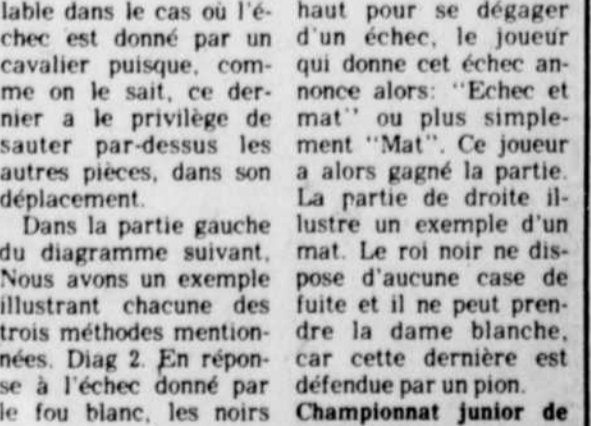 lable dans le cas où l'é-
chec est donné par un
cavalier puisque, com-
me on le sait, ce der-
nier a le privilège de
sauter par-dessus les
autres pièces, dans son
déplacement.
Dans la partie gauche
du diagramme suivant,
Nous avons un exemple
illustrant chacune des
trois méthodes mention-
nées. Diag 2. En répon-
se à l'échec donné par
le fou blanc, les noirs
haut pour se dégager
d'un échec, le joueur
qui donne cet échec an-
nonce alors: "Echec et
mat" ou plus simple-
ment "Mat". Ce joueur
a alors gagné la partie.
La partie de droite il-
lustre un exemple d'un
mat. Le roi noir ne dis-
pose d'aucune case de
fuite et il ne peut pren-
dre la dame blanche,
car cette dernière est
défendue par un pion.
Championnat junior de